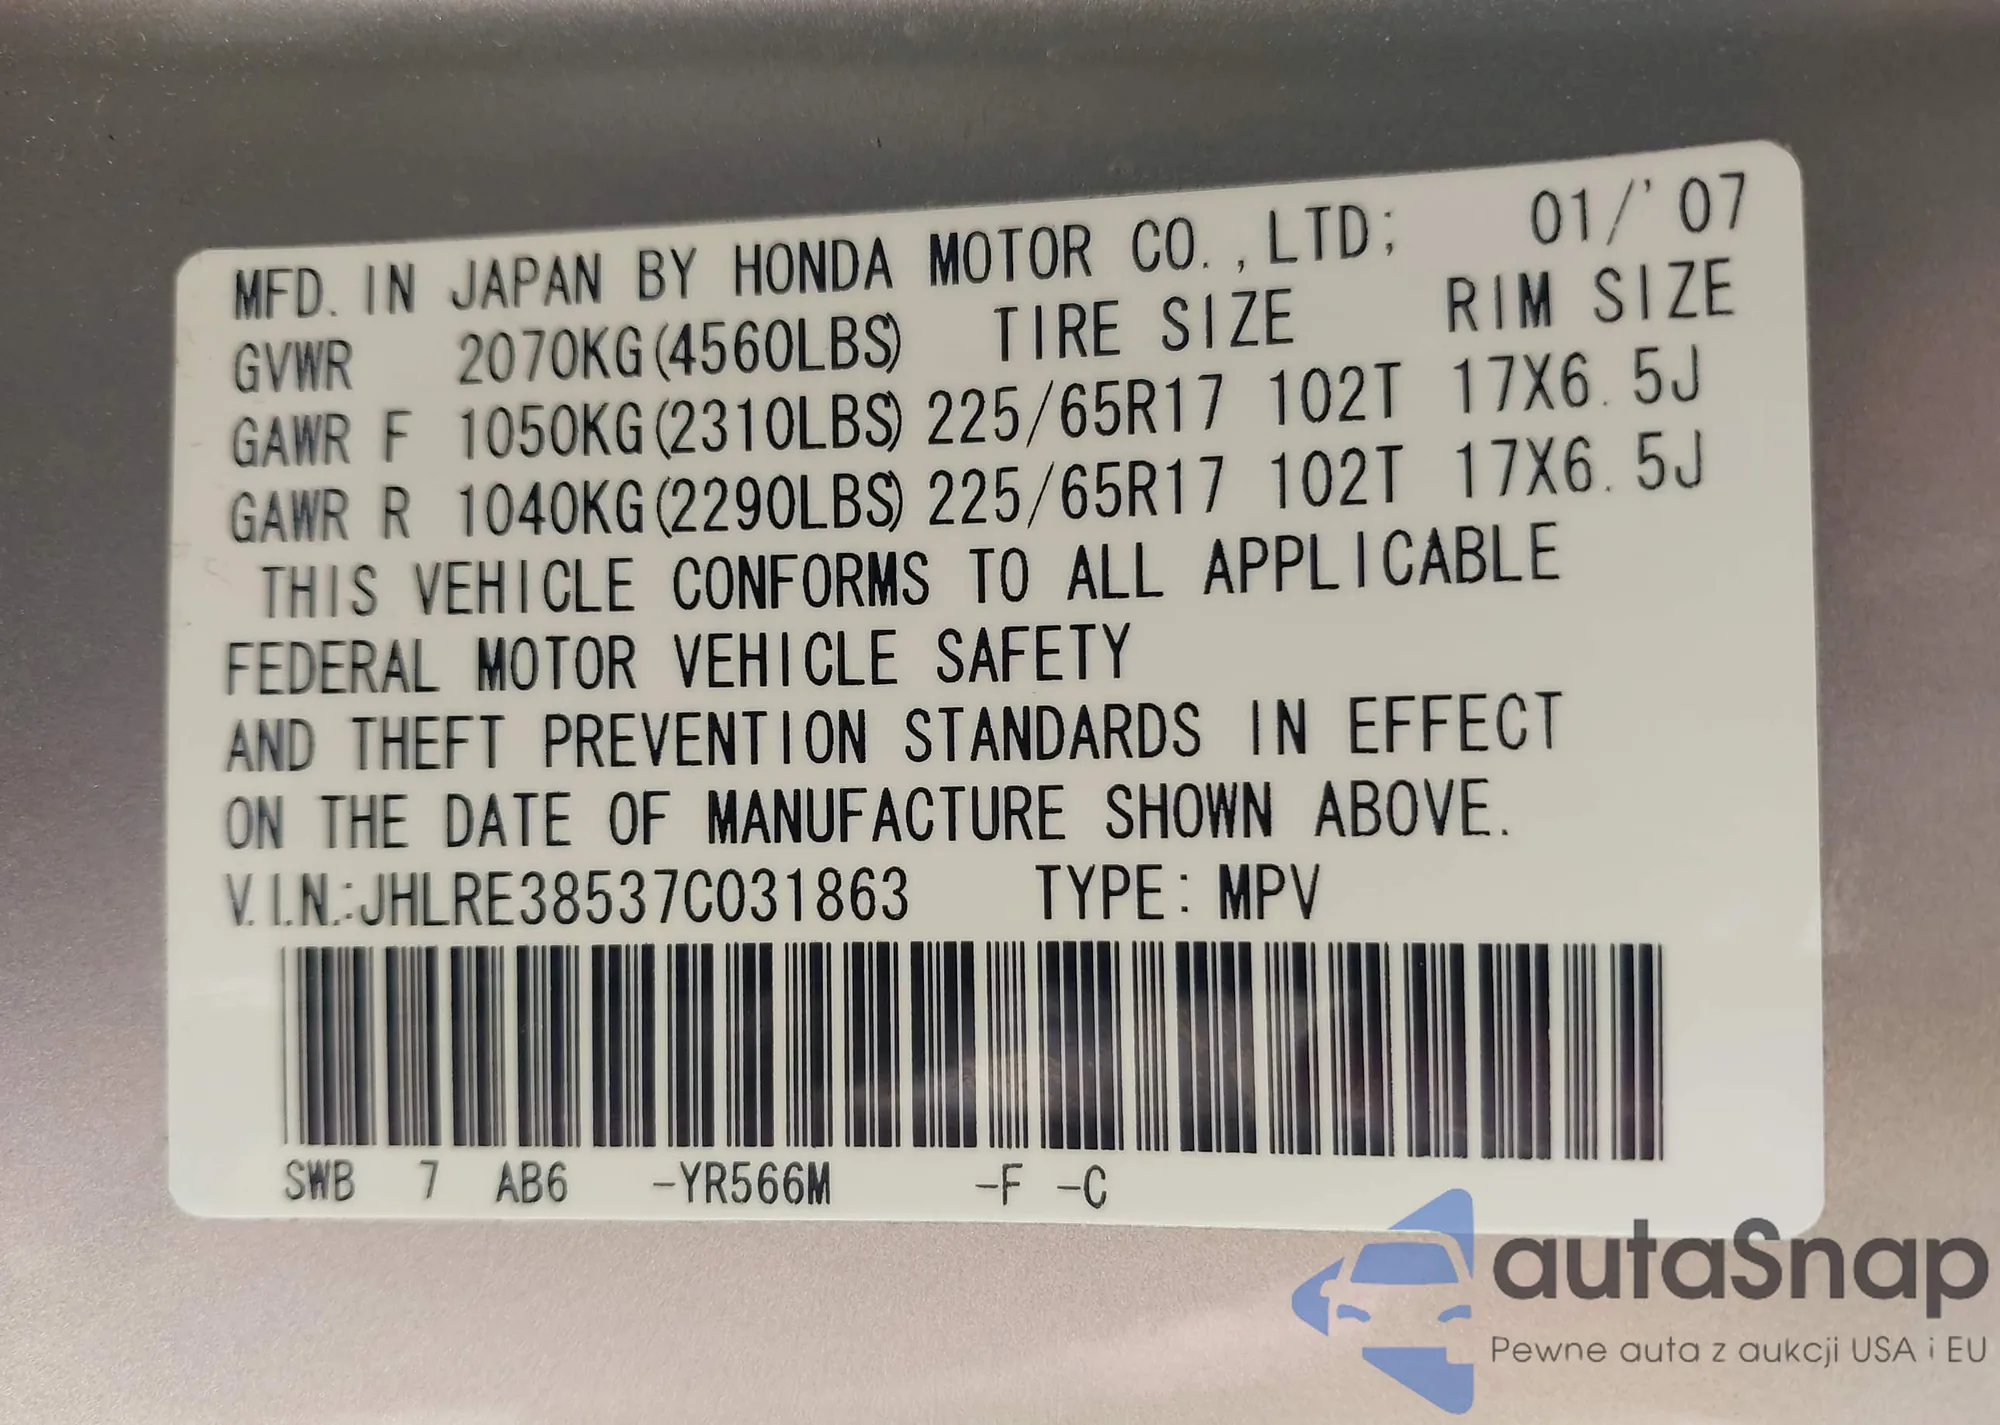 MFD. IN JAPAN BY HONDA MOTOR CO.,LTD; 01/'07
GVWR 2070KG(4560LBS) TIRE SIZE RIM SIZE
GAWR F 1050KG(2310LBS) 225/65R17 102T 17X6.5J
GAWR R 1040KG(2290LBS) 225/65R17 102T 17X6.5J
THIS VEHICLE CONFORMS TO ALL APPLICABLE
FEDERAL MOTOR VEHICLE SAFETY
AND THEFT PREVENTION STANDARDS IN EFFECT
ON THE DATE OF MANUFACTURE SHOWN ABOVE.
V.I.N.:JHLRE38537C031863 TYPE: MPV
SWB 7 AB6 -YR566M -F -C
autaSnap
Pewne auta z aukcji USA i EU